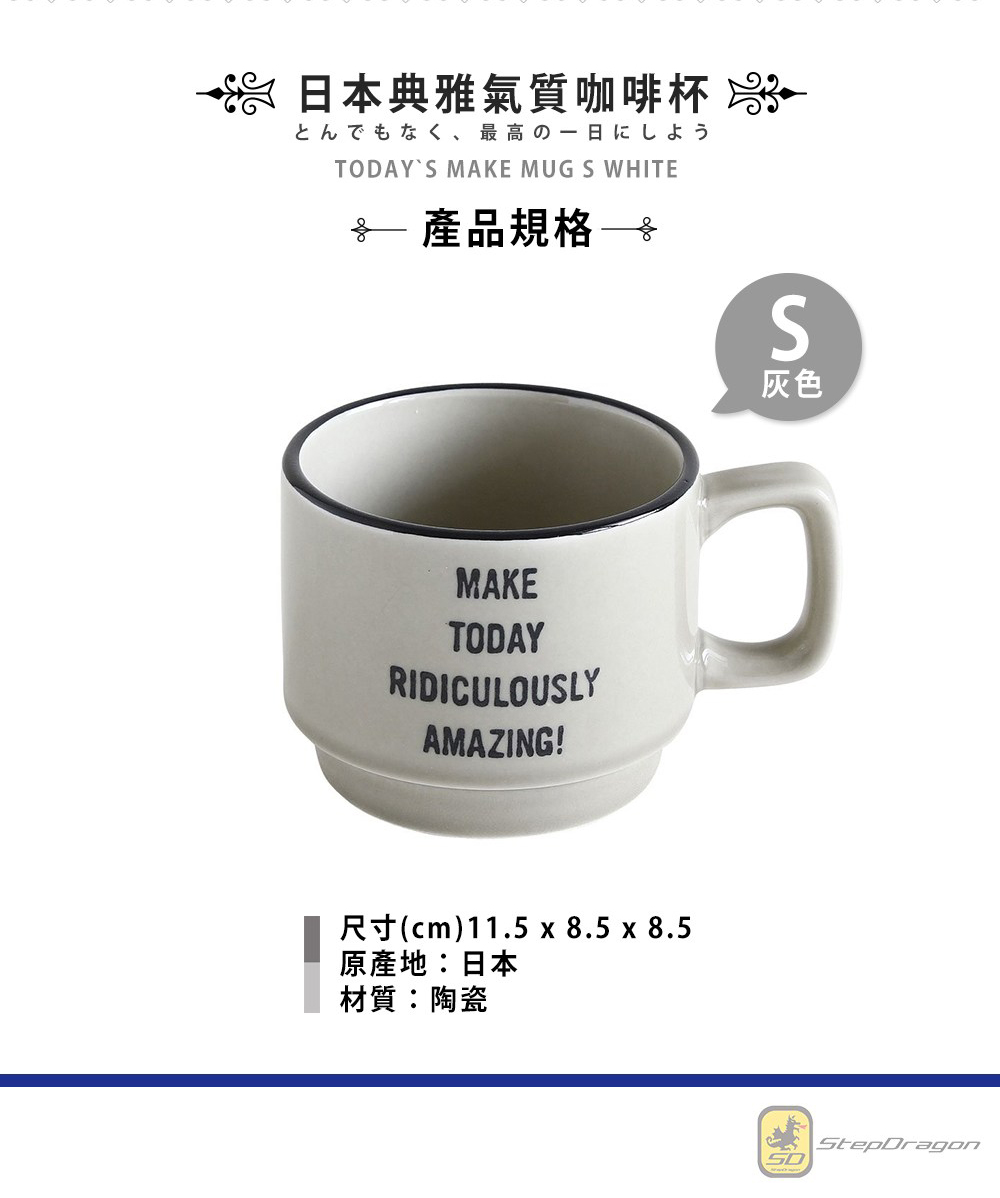 日本典雅氣質咖啡杯
とんでもなく、最高の一日にしよう
TODAY`S MAKE MUG S WHITE
產品規格
S
灰色
MAKE
TODAY
RIDICULOUSLY
AMAZING!
尺寸(cm)11.5 x 8.5 x 8.5
原產地：日本
材質：陶瓷
SD
StepDragon
StepDragon